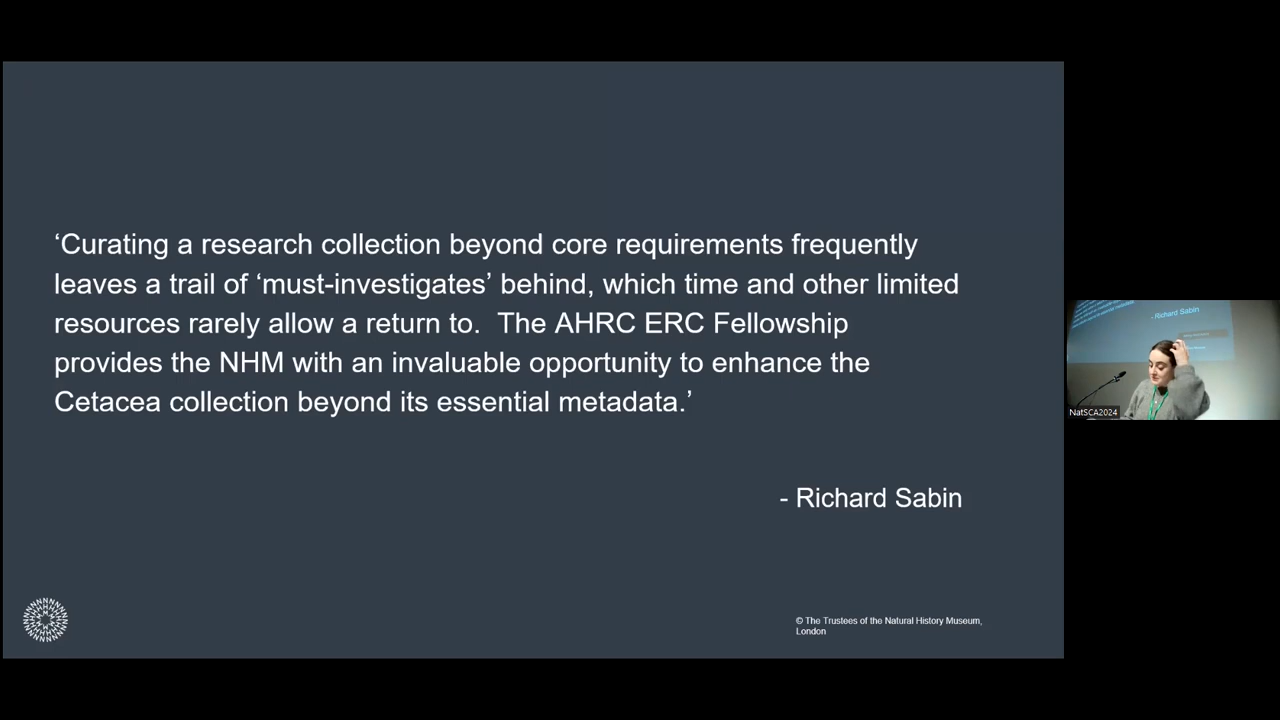 ‘Curating a research collection beyond core requirements frequently
leaves a trail of ‘must-investigates’ behind, which time and other limited
resources rarely allow a return to.  The AHRC ERC Fellowship
provides the NHM with an invaluable opportunity to enhance the
Cetacea collection beyond its essential metadata.’
- Richard Sabin
© The Trustees of the Natural History Museum,
London
- Richard Sabin
NatSCA2024